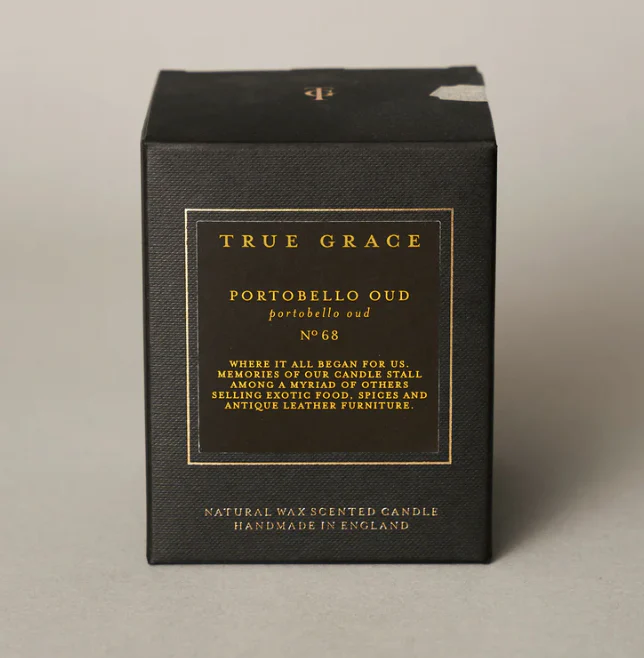 TRUE GRACE
PORTOBELLO OUD
portobello oud
Nº 68
WHERE IT ALL BEGAN FOR US.
MEMORIES OF OUR CANDLE STALL
AMONG A MYRIAD OF OTHERS
SELLING EXOTIC FOOD, SPICES AND
ANTIQUE LEATHER FURNITURE.
NATURAL WAX SCENTED CANDLE
HANDMADE IN ENGLAND